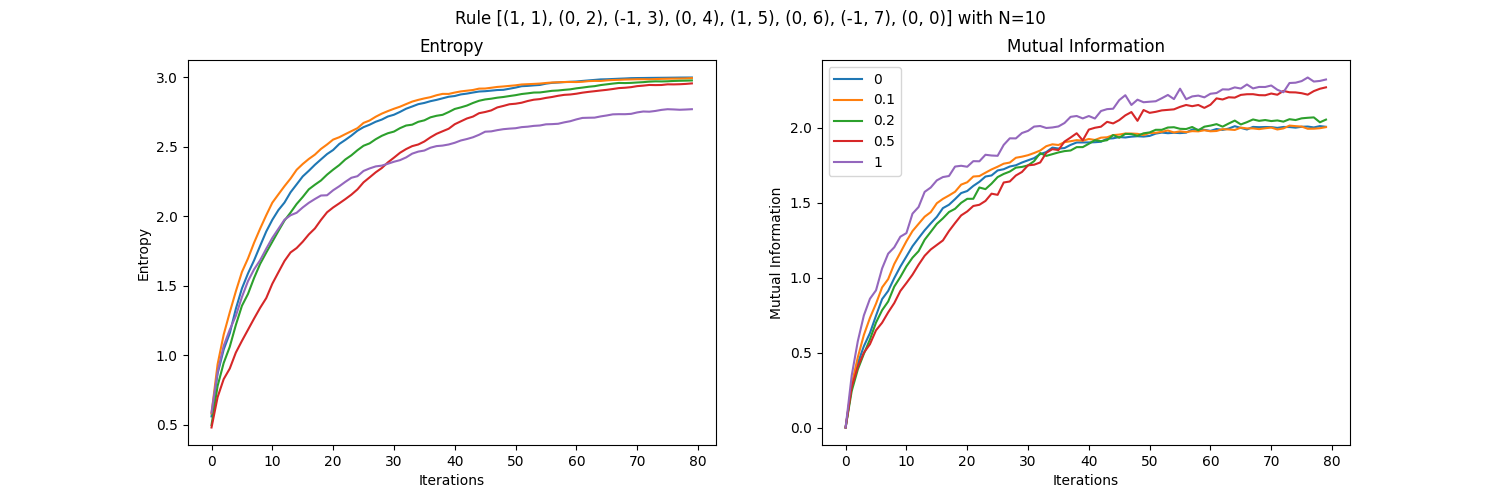 Rule [(1, 1), (0, 2), (-1, 3), (0, 4), (1, 5), (0, 6), (-1, 7), (0, 0)] with N=10
Entropy
3.0
2.5
2.0
1.5
1.0
0.5
Entropy
0 10 20 30 40 50 60 70 80
Iterations
Mutual Information
0
0.1
0.2
0.5
1
2.0
1.5
1.0
0.5
0.0
Mutual Information
0 10 20 30 40 50 60 70 80
Iterations